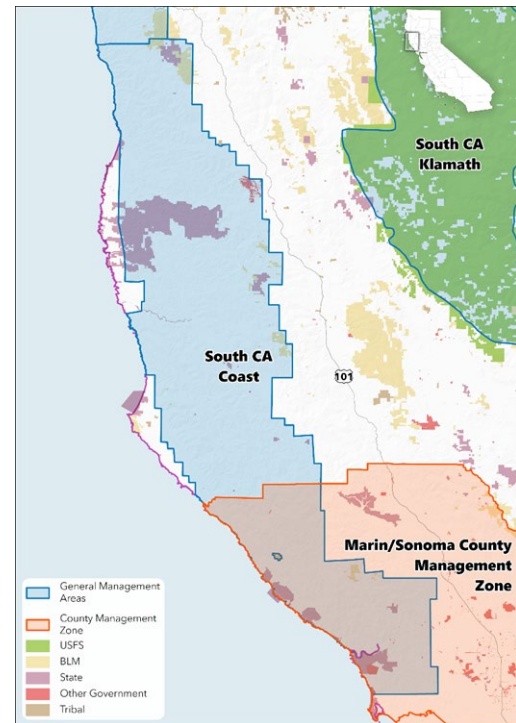 South CA
Klamath
South CA
Coast
101
Marin/Sonoma County
Management
Zone
General Management
Areas
County Management
Zone
USFS
BLM
State
Other Government
Tribal